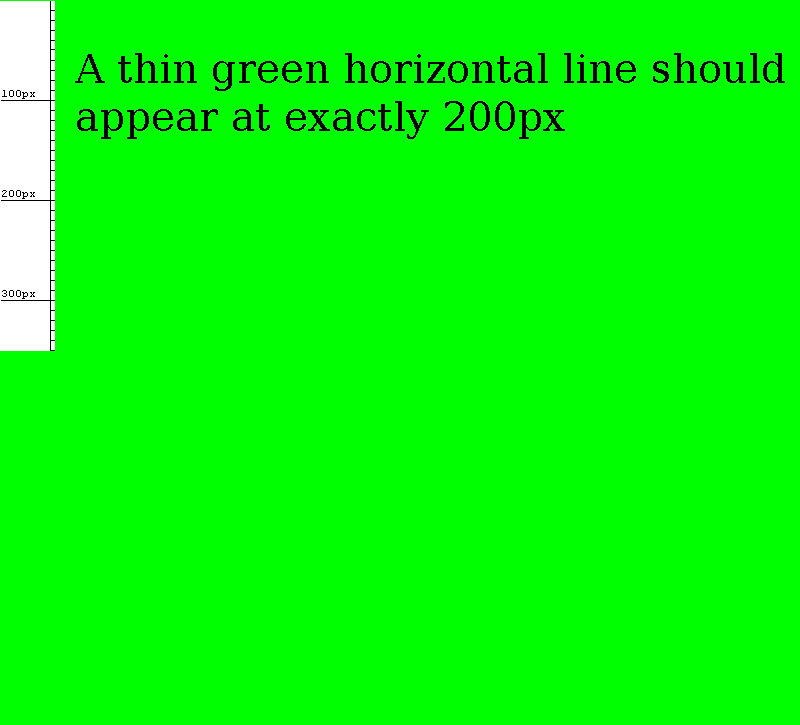 A thin green horizontal line should
appear at exactly 200px
100px
200px
300px